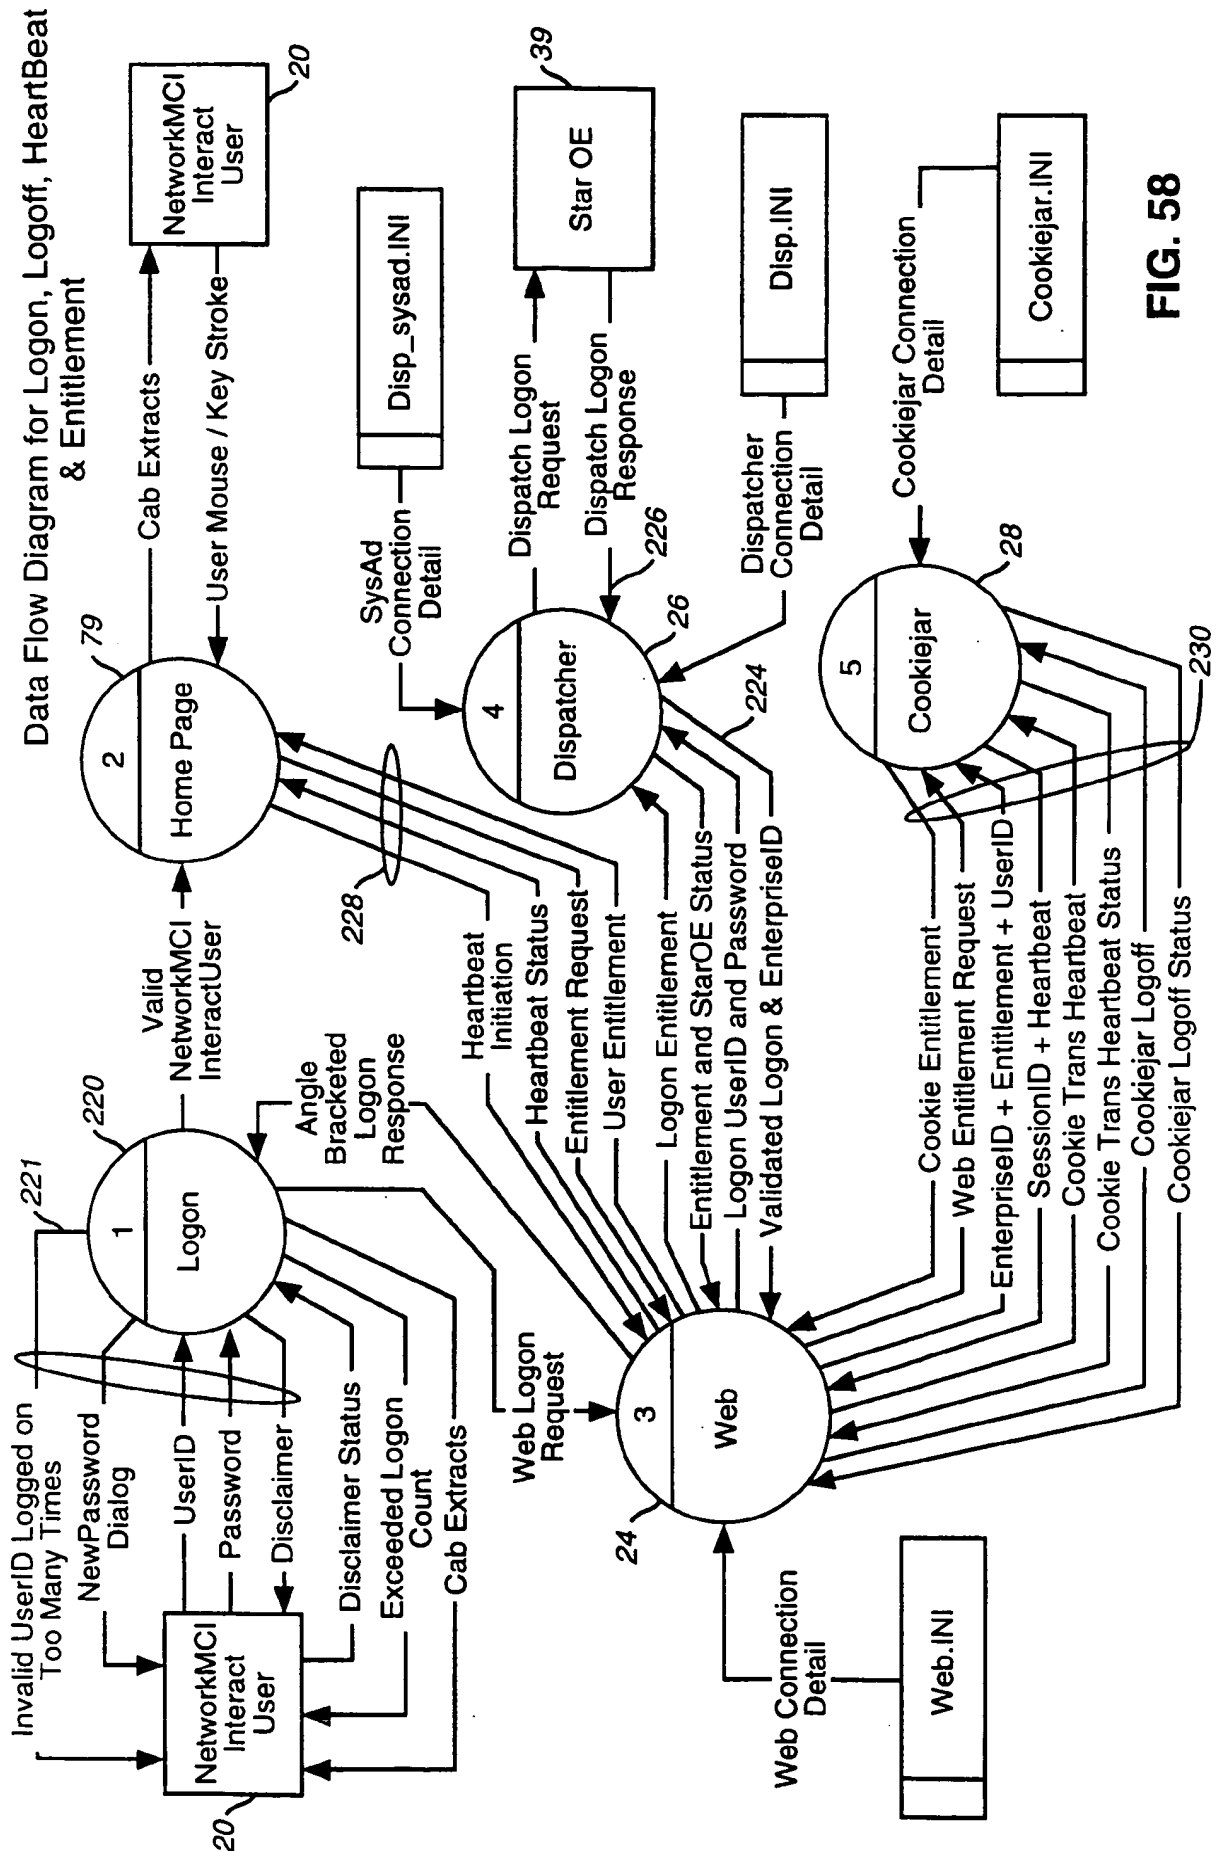 Data Flow Diagram for Logon, Logoff, HeartBeat
& Entitlement
Invalid UserID Logged on
Too Many Times
221
NewPassword
Dialog
UserID
Password
Disclaimer
Disclaimer Status
Exceeded Logon
Count
Cab Extracts
NetworkMCI
Interact
User
20
220
1
Logon
Valid
NetworkMCI
InteractUser
79
2
Home Page
Cab Extracts
User Mouse / Key Stroke
NetworkMCI
Interact
User
20
Angle
Bracketed
Logon
Response
Web Logon
Request
228
Heartbeat
Initiation
Heartbeat Status
Entitlement Request
User Entitlement
SysAd
Connection
Detail
Disp_sysad.INI
4
Dispatcher
26
Dispatch Logon
Request
Dispatch Logon
Response
226
Star OE
39
Dispatcher
Connection
Detail
Disp.INI
224
Logon Entitlement
Entitlement and StarOE Status
Logon UserID and Password
Validated Logon & EnterpriseID
24
3
Web
Web Connection
Detail
Web.INI
Cookie Entitlement
Web Entitlement Request
EnterpriseID + Entitlement + UserID
SessionID + Heartbeat
Cookie Trans Heartbeat
Cookie Trans Heartbeat Status
Cookiejar Logoff
Cookiejar Logoff Status
230
5
Cookiejar
28
Cookiejar Connection
Detail
Cookiejar.INI
FIG. 58